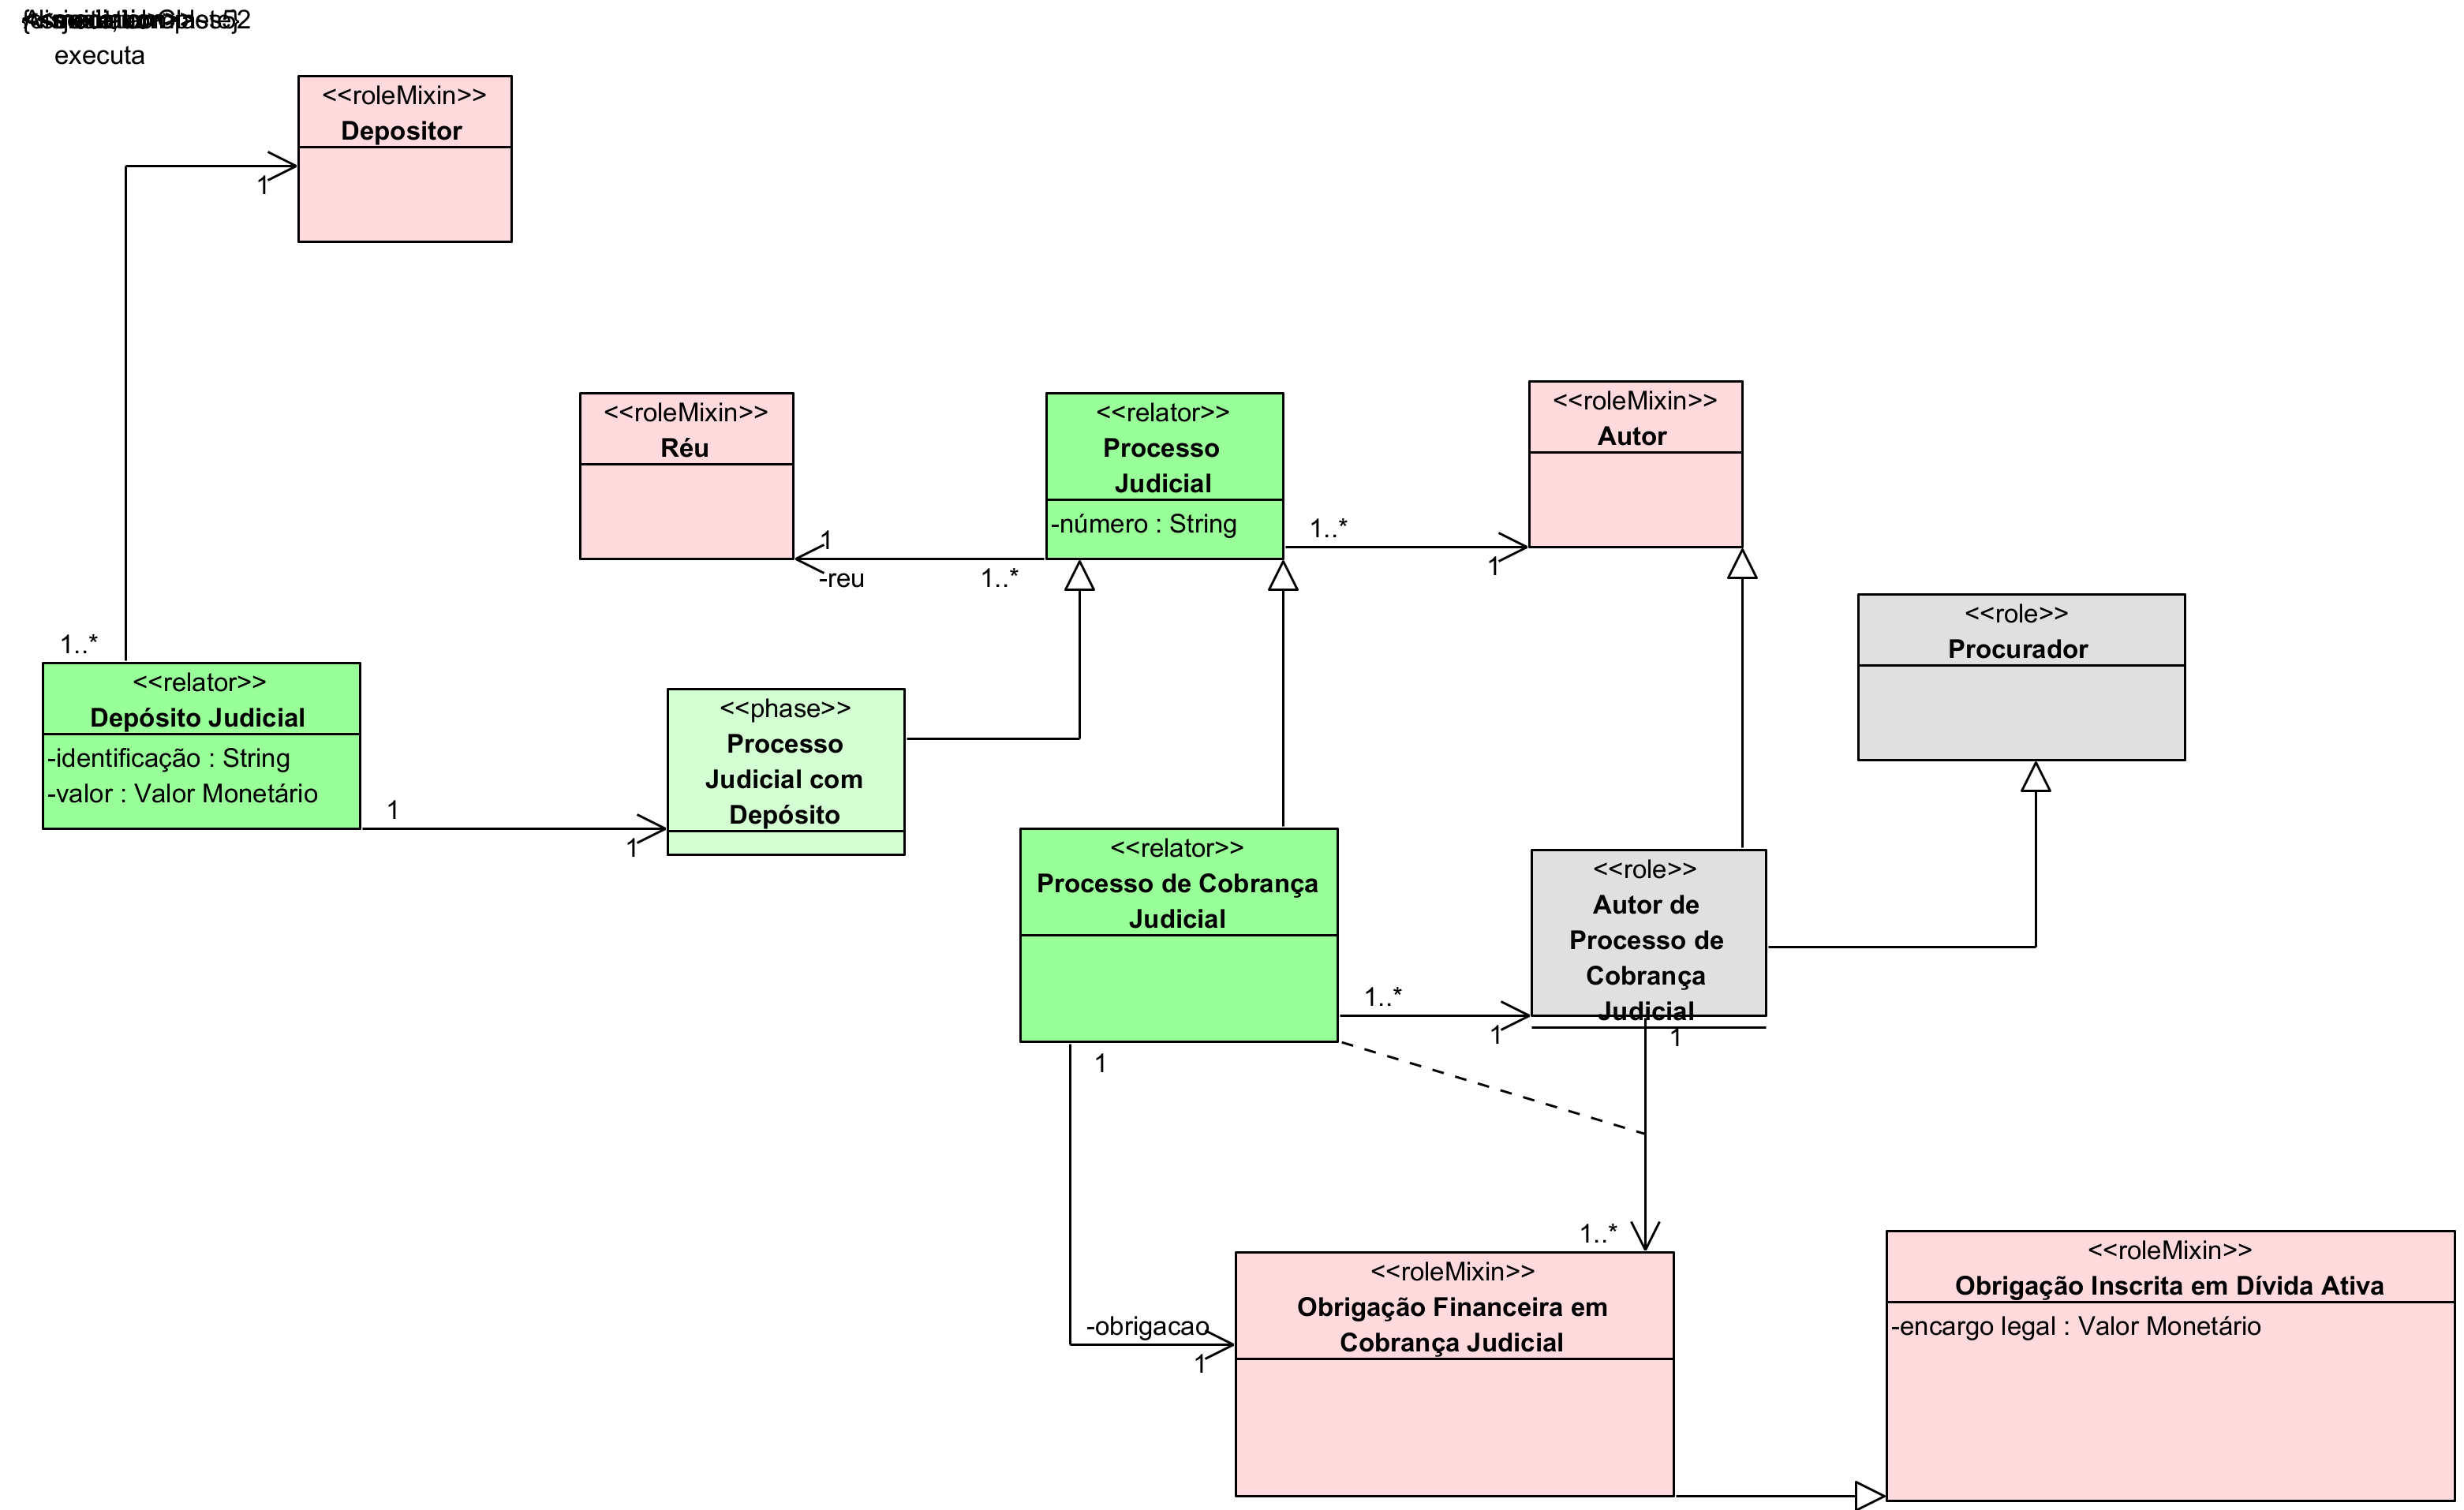 executa
<<roleMixin>>
Depositor
1
<<roleMixin>>
Réu
<<relator>>
Processo
Judicial
-número : String
<<roleMixin>>
Autor
1
-reu
1..*
1..*
1
<<role>>
Procurador
1..*
<<relator>>
Depósito Judicial
-identificação : String
-valor : Valor Monetário
1
1
<<phase>>
Processo
Judicial com
Depósito
<<relator>>
Processo de Cobrança
Judicial
<<role>>
Autor de
Processo de
Cobrança
Judicial
1..*
1
1
1
1..*
-obrigacao
1
<<roleMixin>>
Obrigação Financeira em
Cobrança Judicial
<<roleMixin>>
Obrigação Inscrita em Dívida Ativa
-encargo legal : Valor Monetário